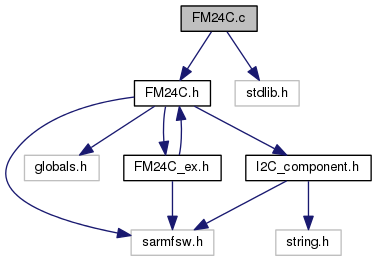 FM24C.c
FM24C.h
stdlib.h
globals.h
FM24C_ex.h
I2C_component.h
sarmfsw.h
string.h